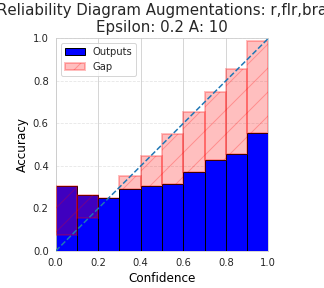 Reliability Diagram Augmentations: r,flr,bra
Epsilon: 0.2 A: 10
1.0
Outputs
Gap
0.8
0.6
Accuracy
0.4
0.2
0.0
0.0 0.2 0.4 0.6 0.8 1.0
Confidence